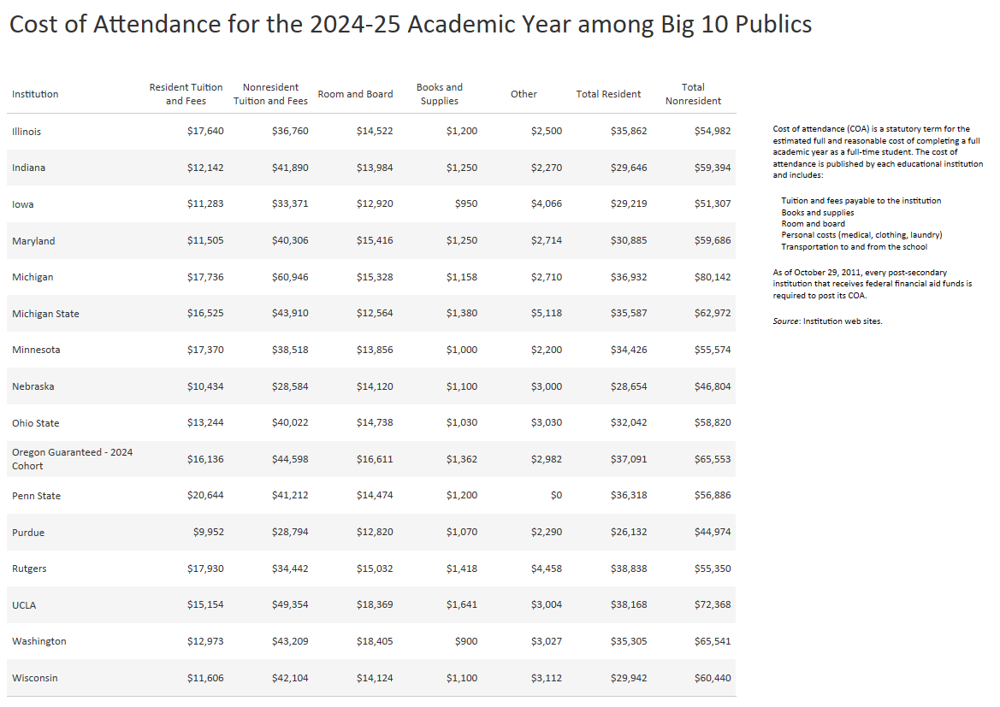 Cost of Attendance for the 2024-25 Academic Year among Big 10 Publics
Institution Resident Tuition and Fees Nonresident Tuition and Fees Room and Board Books and Supplies Other Total Resident Total Nonresident
Illinois $17,640 $36,760 $14,522 $1,200 $2,500 $35,862 $54,982
Indiana $12,142 $41,890 $13,984 $1,250 $2,270 $29,646 $59,394
Iowa $11,283 $33,371 $12,920 $950 $4,066 $29,219 $51,307
Maryland $11,505 $40,306 $15,416 $1,250 $2,714 $30,885 $59,686
Michigan $17,736 $60,946 $15,328 $1,158 $2,710 $36,932 $80,142
Michigan State $16,525 $43,910 $12,564 $1,380 $5,118 $35,587 $62,972
Minnesota $17,370 $38,518 $13,856 $1,000 $2,200 $34,426 $55,574
Nebraska $10,434 $28,584 $14,120 $1,100 $3,000 $28,654 $46,804
Ohio State $13,244 $40,022 $14,738 $1,030 $3,030 $32,042 $58,820
Oregon Guaranteed - 2024 Cohort $16,136 $44,598 $16,611 $1,362 $2,982 $37,091 $65,553
Penn State $20,644 $41,212 $14,474 $1,200 $0 $36,318 $56,886
Purdue $9,952 $28,794 $12,820 $1,070 $2,290 $26,132 $44,974
Rutgers $17,930 $34,442 $15,032 $1,418 $4,458 $38,838 $55,350
UCLA $15,154 $49,354 $18,369 $1,641 $3,004 $38,168 $72,368
Washington $12,973 $43,209 $18,405 $900 $3,027 $35,305 $65,541
Wisconsin $11,606 $42,104 $14,124 $1,100 $3,112 $29,942 $60,440
Cost of attendance (COA) is a statutory term for the
estimated full and reasonable cost of completing a full
academic year as a full-time student. The cost of
attendance is published by each educational institution
and includes:
Tuition and fees payable to the institution
Books and supplies
Room and board
Personal costs (medical, clothing, laundry)
Transportation to and from the school
As of October 29, 2011, every post-secondary
institution that receives federal financial aid funds is
required to post its COA.
Source: Institution web sites.